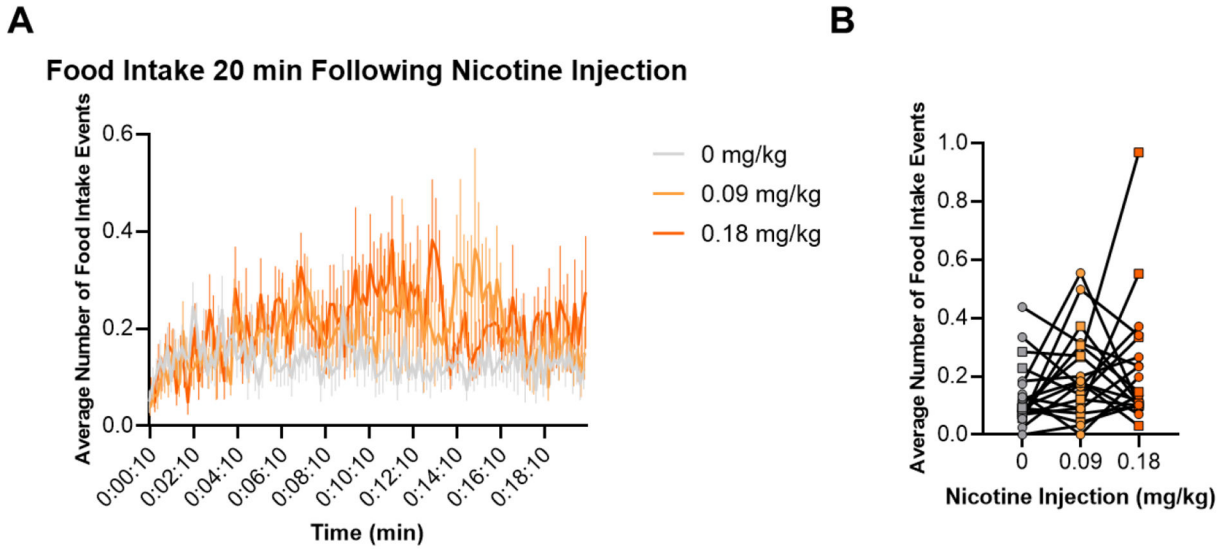 A
Food Intake 20 min Following Nicotine Injection
Average Number of Food Intake Events
0.6
0.4
0.2
0.0
0:00:10
0:02:10
0:04:10
0:06:10
0:08:10
0:10:10
0:12:10
0:14:10
0:16:10
0:18:10
Time (min)
0 mg/kg
0.09 mg/kg
0.18 mg/kg
B
Average Number of Food Intake Events
1.0
0.8
0.6
0.4
0.2
0.0
0 0.09 0.18
Nicotine Injection (mg/kg)